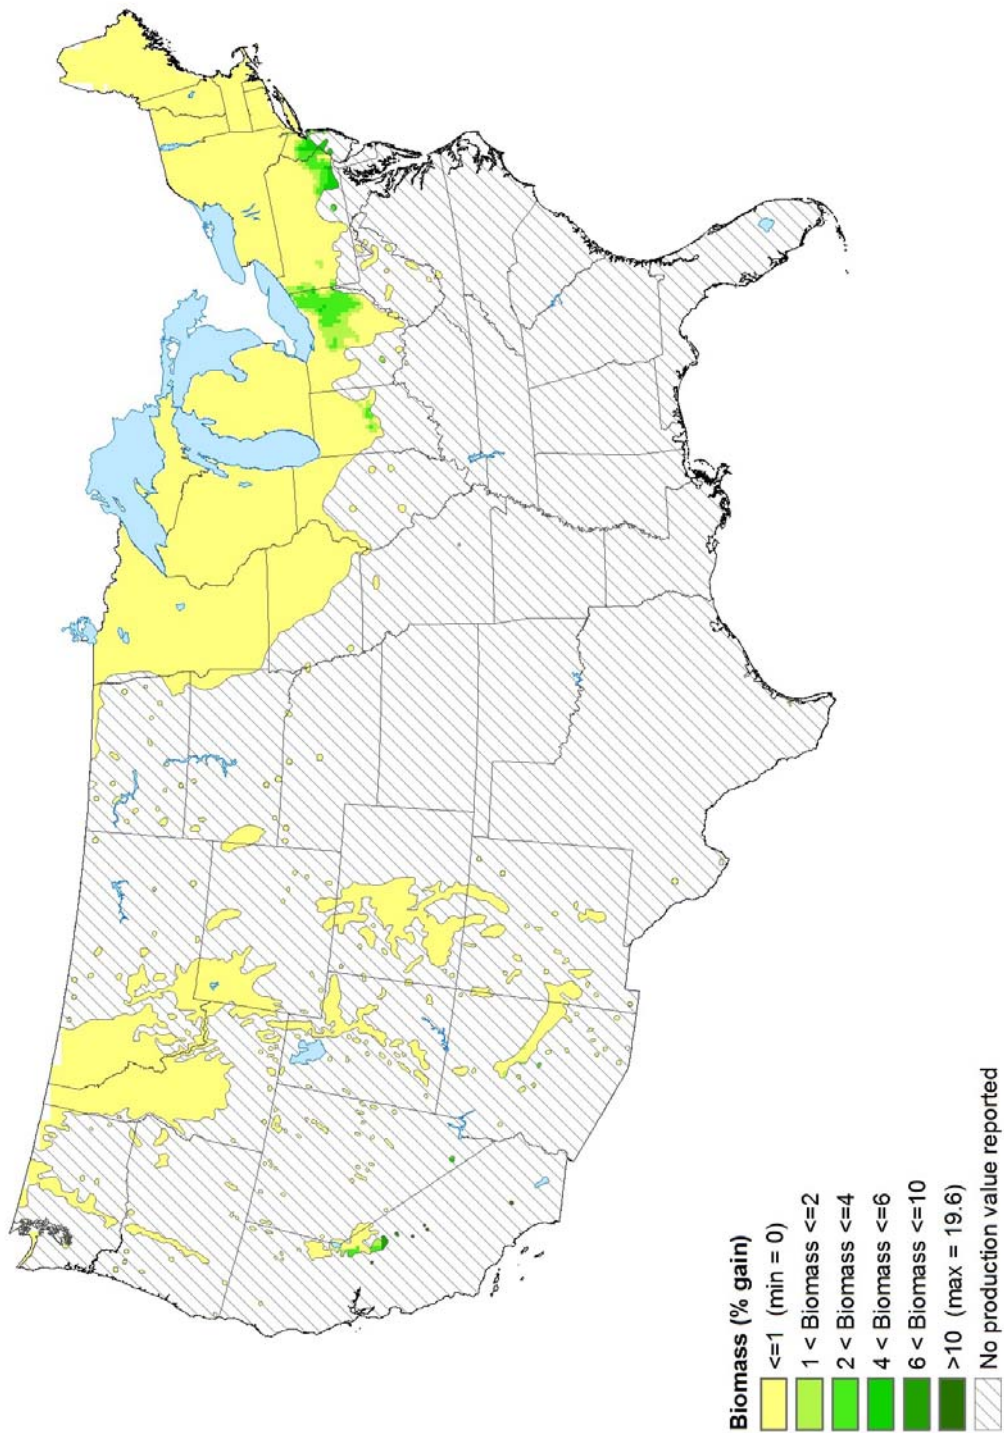 Biomass (% gain)
<=1 (min = 0)
1 < Biomass <=2
2 < Biomass <=4
4 < Biomass <=6
6 < Biomass <=10
>10 (max = 19.6)
No production value reported